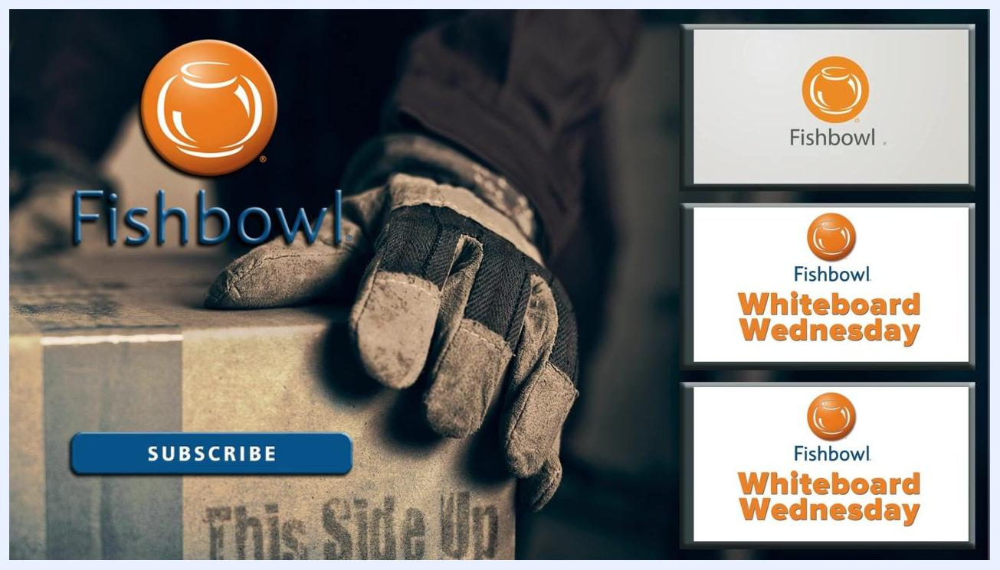 Fishbowl®
SUBSCRIBE
This Side Up
Fishbowl
Fishbowl
Whiteboard
Wednesday
Fishbowl
Whiteboard
Wednesday